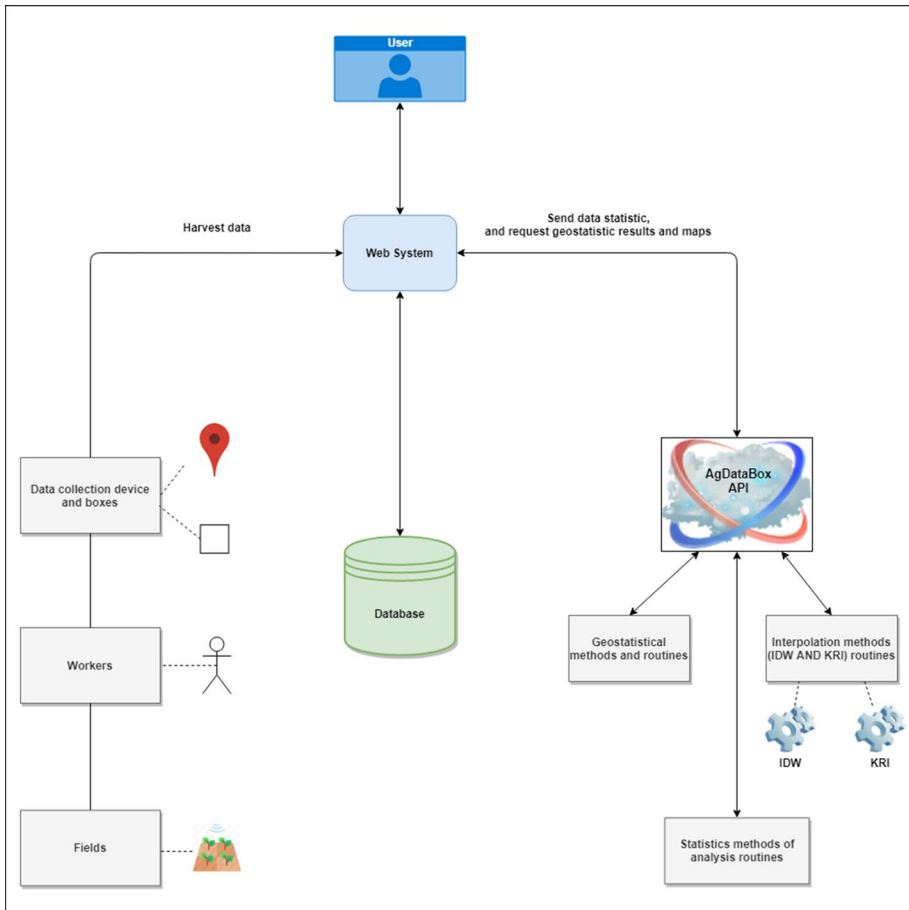 User
Harvest data
Send data statistic,
and request geostatistic results and maps
Web System
Data collection device
and boxes
AgDataBox
API
Database
Geostatistical
methods and routines
Interpolation methods
(IDW AND KRI) routines
Workers
IDW
KRI
Fields
Statistics methods of
analysis routines